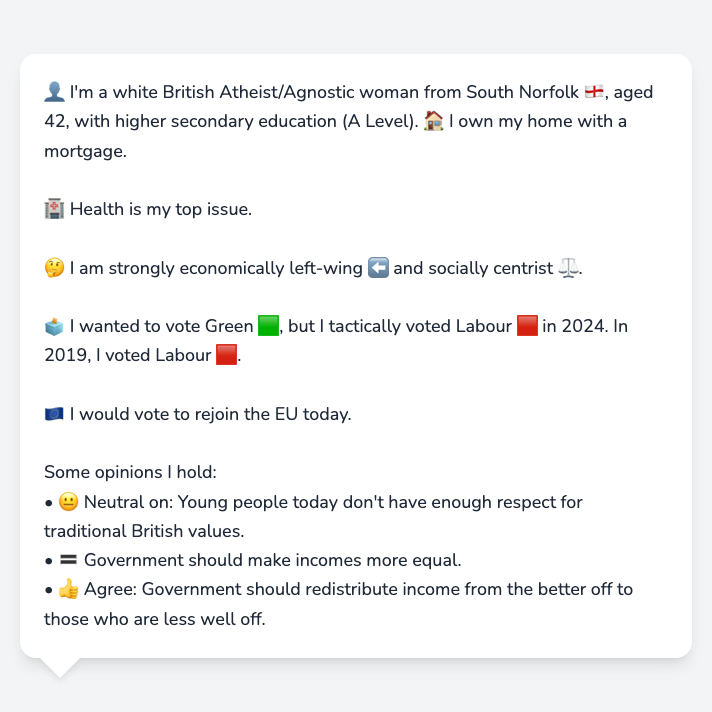 👤 I'm a white British Atheist/Agnostic woman from South Norfolk 🏴󠁧󠁢󠁥󠁮󠁧󠁿, aged
42, with higher secondary education (A Level). 🏠 I own my home with a
mortgage.
🏥 Health is my top issue.
🤔 I am strongly economically left-wing ⬅️ and socially centrist ⚖️.
🗳️ I wanted to vote Green 🟩, but I tactically voted Labour 🟥 in 2024. In
2019, I voted Labour 🟥.
🇪🇺 I would vote to rejoin the EU today.
Some opinions I hold:
• 😐 Neutral on: Young people today don't have enough respect for
traditional British values.
• 🟰 Government should make incomes more equal.
• 👍 Agree: Government should redistribute income from the better off to
those who are less well off.